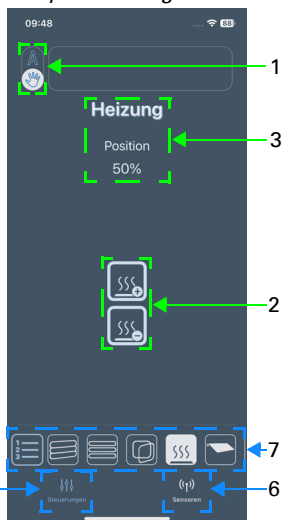 09:48
88
A
1
Heizung
3
Position
50%
2
1
2
3
7
6
Steuerungen
Sensoren